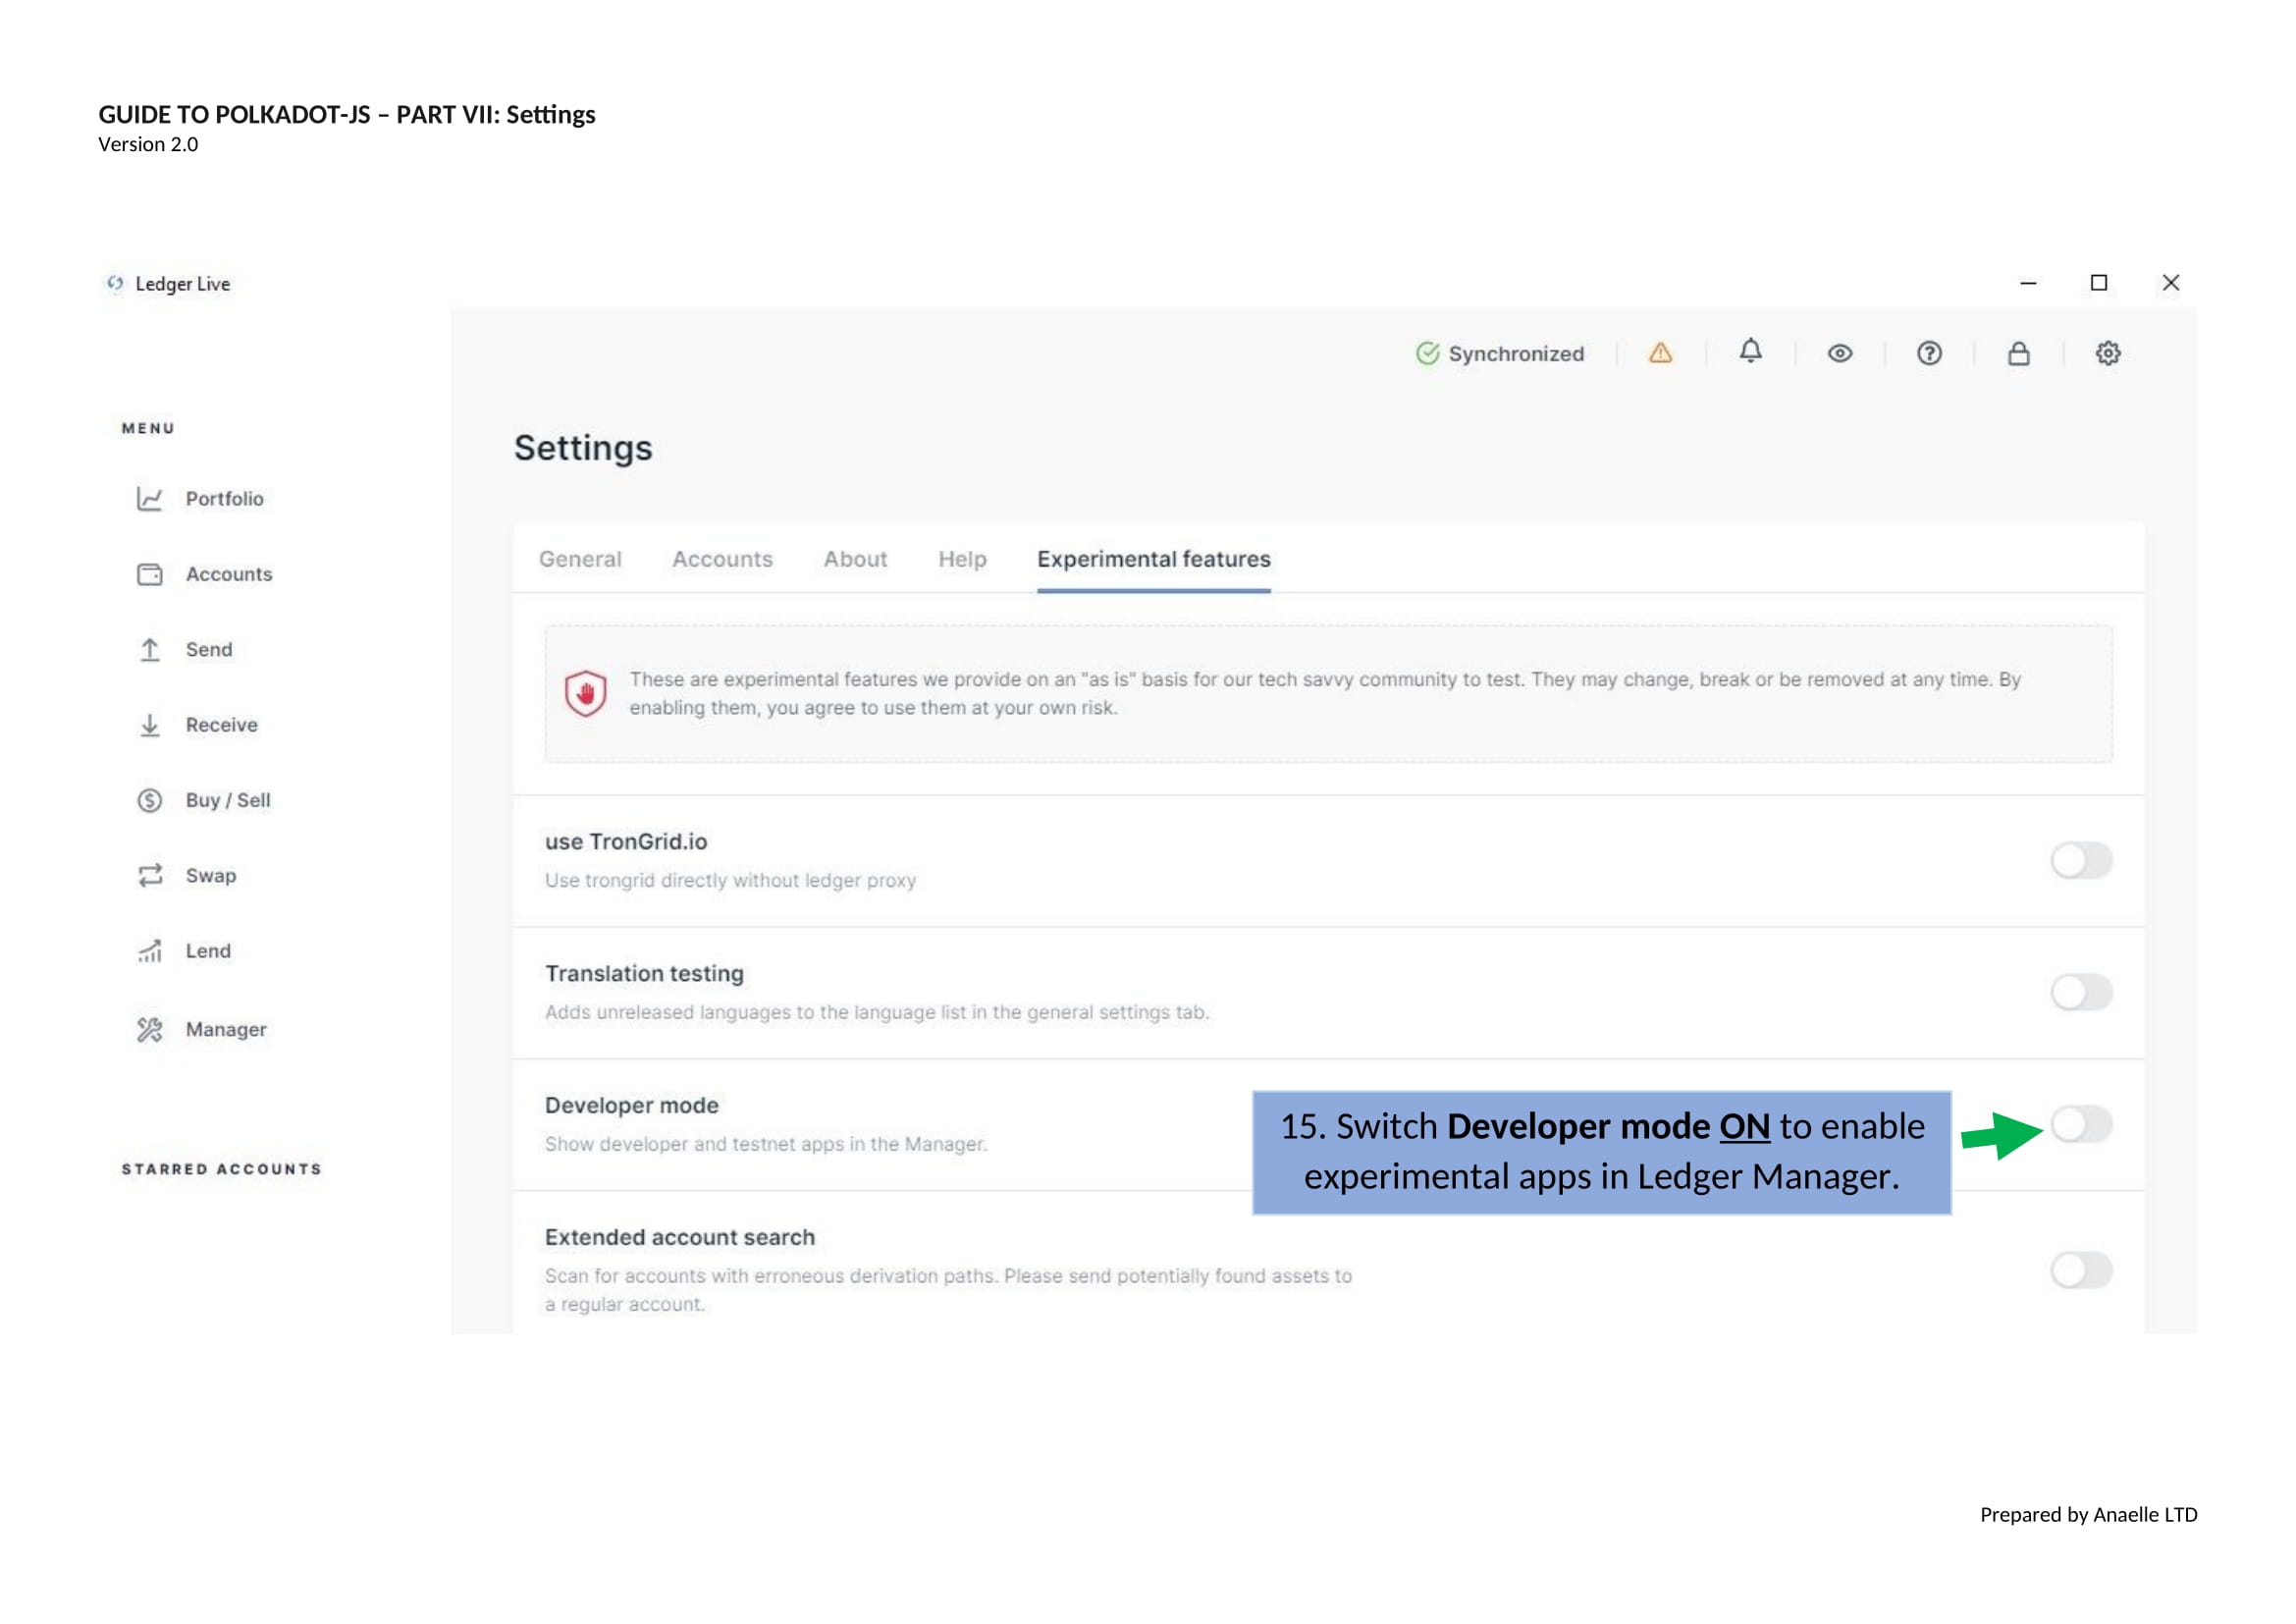 GUIDE TO POLKADOT-JS – PART VII: Settings
Version 2.0
Ledger Live
Synchronized
MENU
Portfolio
Accounts
Send
Receive
Buy / Sell
Swap
Lend
Manager
STARRED ACCOUNTS
Settings
General Accounts About Help Experimental features
These are experimental features we provide on an "as is" basis for our tech savvy community to test. They may change, break or be removed at any time. By
enabling them, you agree to use them at your own risk.
use TronGrid.io
Use trongrid directly without ledger proxy
Translation testing
Adds unreleased languages to the language list in the general settings tab.
Developer mode
Show developer and testnet apps in the Manager.
15. Switch Developer mode ON to enable
experimental apps in Ledger Manager.
Extended account search
Scan for accounts with erroneous derivation paths. Please send potentially found assets to
a regular account.
Prepared by Anaelle LTD